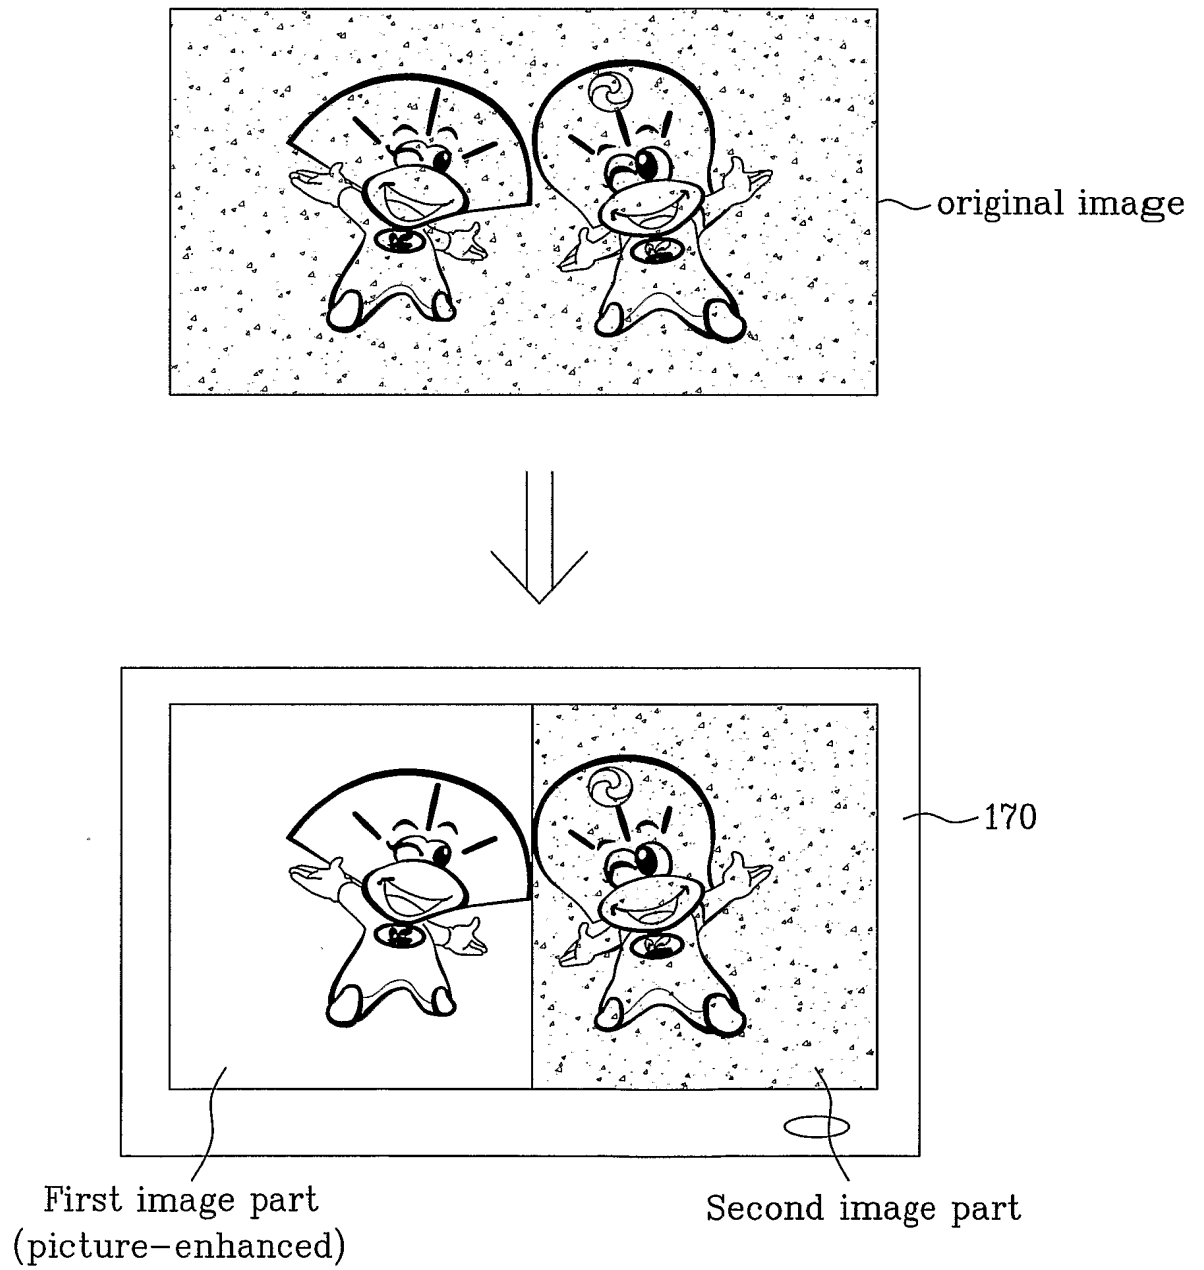 original image
170
First image part
(picture-enhanced)
Second image part